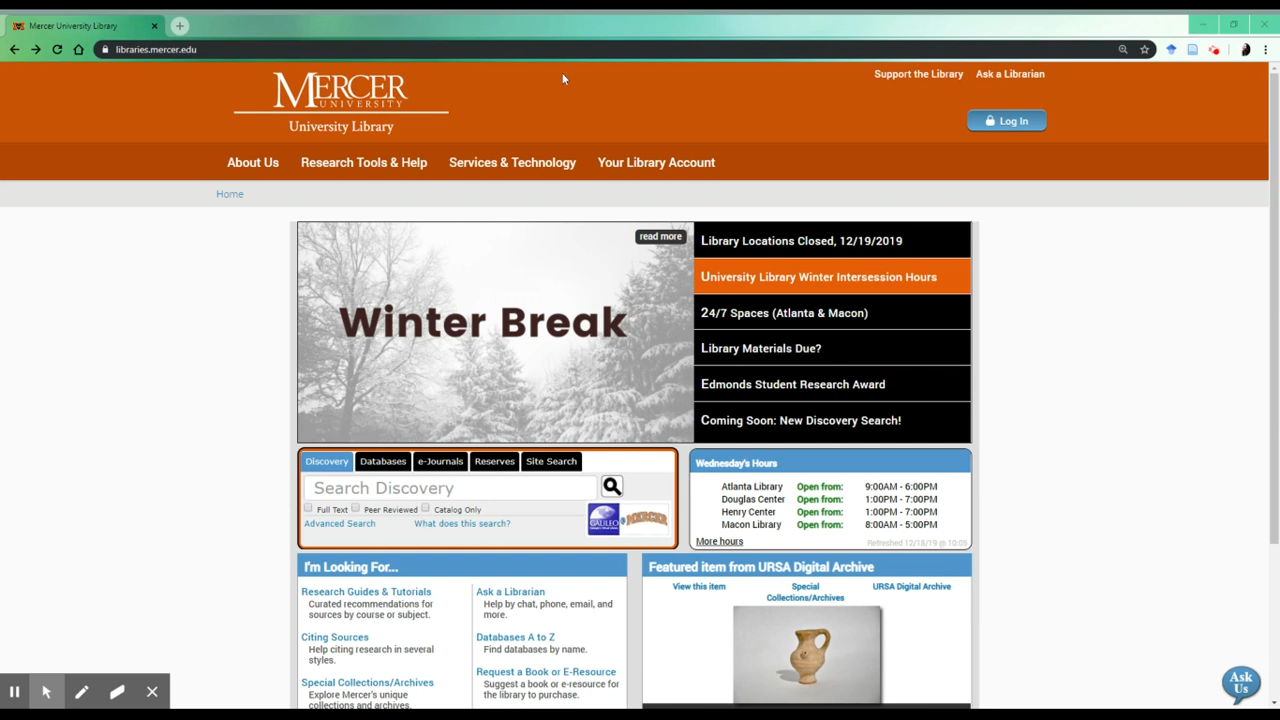 Mercer University Library
libraries.mercer.edu
Support the Library Ask a Librarian
MERCER
UNIVERSITY
University Library
Log In
About Us Research Tools & Help Services & Technology Your Library Account
Home
read more
Winter Break
Library Locations Closed, 12/19/2019
University Library Winter Intersession Hours
24/7 Spaces (Atlanta & Macon)
Library Materials Due?
Edmonds Student Research Award
Coming Soon: New Discovery Search!
Discovery Databases e-Journals Reserves Site Search
Search Discovery
Full Text Peer Reviewed Catalog Only
Advanced Search What does this search?
GALILEO @ MERCER
Wednesday's Hours
Atlanta Library Open from: 9:00AM - 6:00PM
Douglas Center Open from: 1:00PM - 7:00PM
Henry Center Open from: 1:00PM - 7:00PM
Macon Library Open from: 8:00AM - 5:00PM
More hours Refreshed 12/18/19 @ 10:05
I'm Looking For...
Research Guides & Tutorials
Curated recommendations for
sources by course or subject.
Citing Sources
Help citing research in several
styles.
Special Collections/Archives
Explore Mercer's unique
collections and archives.
Ask a Librarian
Help by chat, phone, email, and
more.
Databases A to Z
Find databases by name.
Request a Book or E-Resource
Suggest a book or e-resource for
the library to purchase.
Featured item from URSA Digital Archive
View this item Special URSA Digital Archive
Collections/Archives
Ask
Us